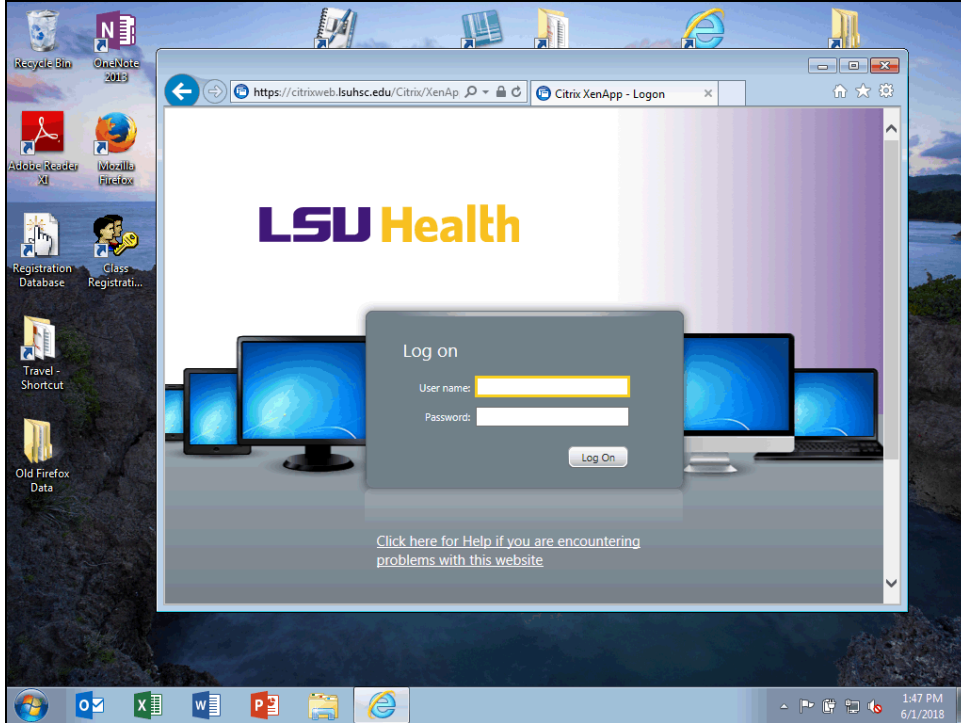 Recycle Bin
OneNote
2013
https://citrixweb.lsuhsc.edu/Citrix/XenAp
Citrix XenApp - Logon
Adobe Reader
XI
Mozilla
Firefox
LSU Health
Registration
Database
Class
Registrati...
Log on
User name:
Password:
Log On
Travel -
Shortcut
Old Firefox
Data
Click here for Help if you are encountering
problems with this website
1:47 PM
6/1/2018